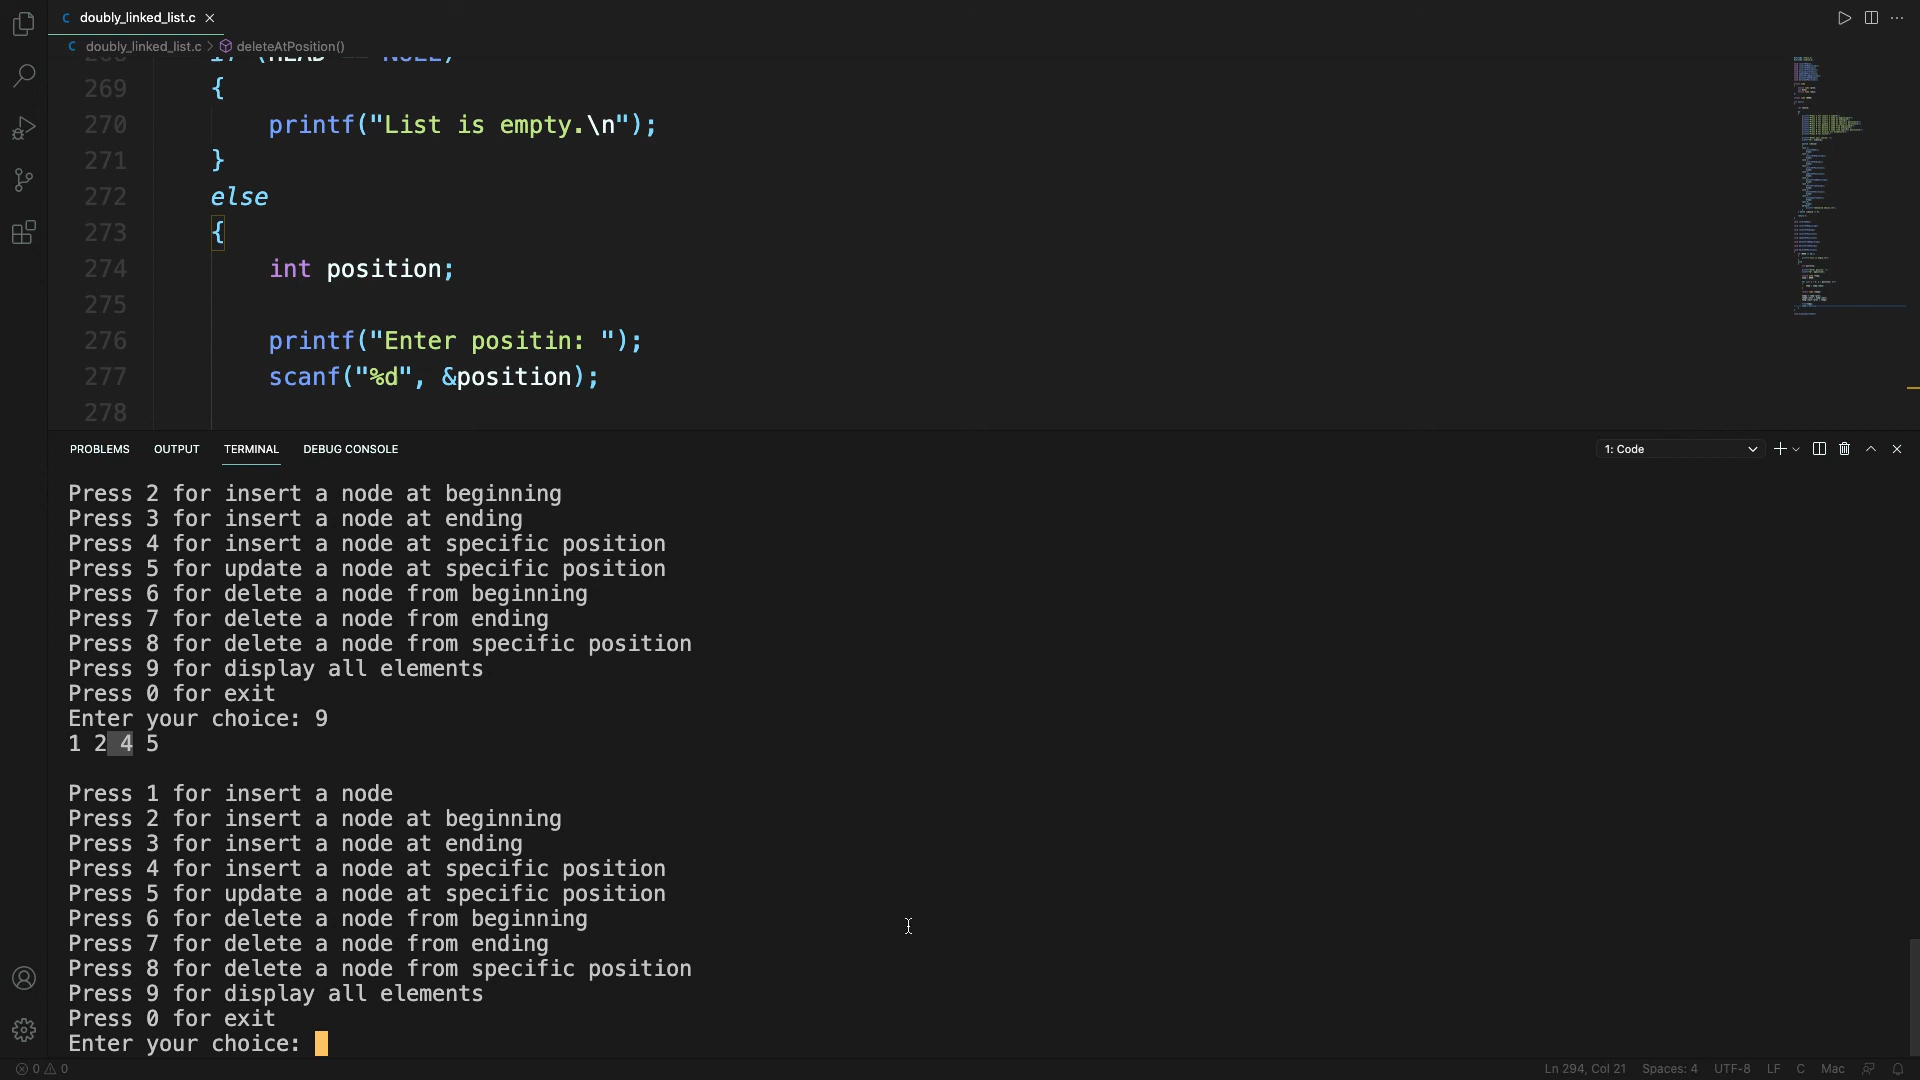 doubly_linked_list.c
doubly_linked_list.c > deleteAtPosition()
269 {
270 printf("List is empty.\n");
271 }
272 else
273 {
274 int position;
275
276 printf("Enter positin: ");
277 scanf("%d", &position);
278
PROBLEMS OUTPUT TERMINAL DEBUG CONSOLE 1: Code
Press 2 for insert a node at beginning
Press 3 for insert a node at ending
Press 4 for insert a node at specific position
Press 5 for update a node at specific position
Press 6 for delete a node from beginning
Press 7 for delete a node from ending
Press 8 for delete a node from specific position
Press 9 for display all elements
Press 0 for exit
Enter your choice: 9
1 2 4 5
Press 1 for insert a node
Press 2 for insert a node at beginning
Press 3 for insert a node at ending
Press 4 for insert a node at specific position
Press 5 for update a node at specific position
Press 6 for delete a node from beginning
Press 7 for delete a node from ending
Press 8 for delete a node from specific position
Press 9 for display all elements
Press 0 for exit
Enter your choice:
0 0 Ln 294, Col 21 Spaces: 4 UTF-8 LF C Mac